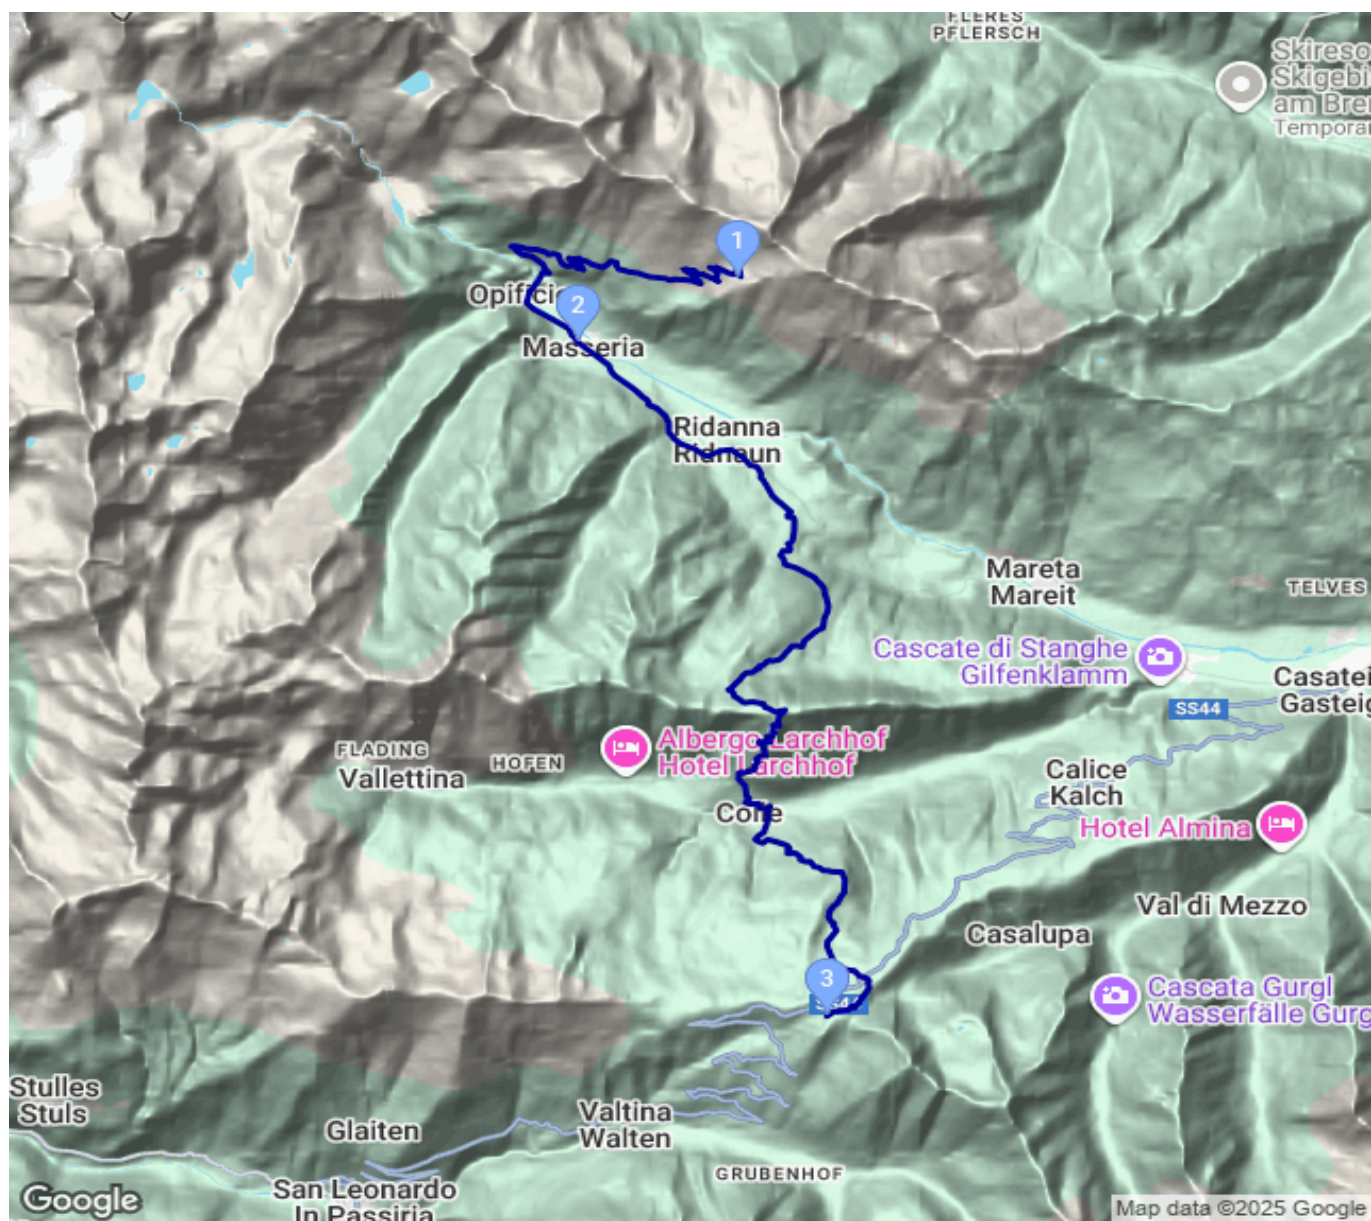 FLERES
PFLERSCH
Skireso
Skigebi
am Bre
Tempora
1
Opificio
2
Masseria
Ridanna
Ridnaun
Mareta
Mareit
TELVES
Cascate di Stanghe
Gilfenklamm
Casatei
Gasteig
SS44
Albergo Larchhof
Hotel Larchhof
FLADING
HOFEN
Vallettina
Calice
Kalch
Colle
Hotel Almina
Val di Mezzo
Casalupa
3
SS44
Cascata Gurgl
Wasserfälle Gurg
Stulles
Stuls
Valtina
Walten
Glaiten
GRUBENHOF
San Leonardo
In Passiria
Google
Map data ©2025 Google